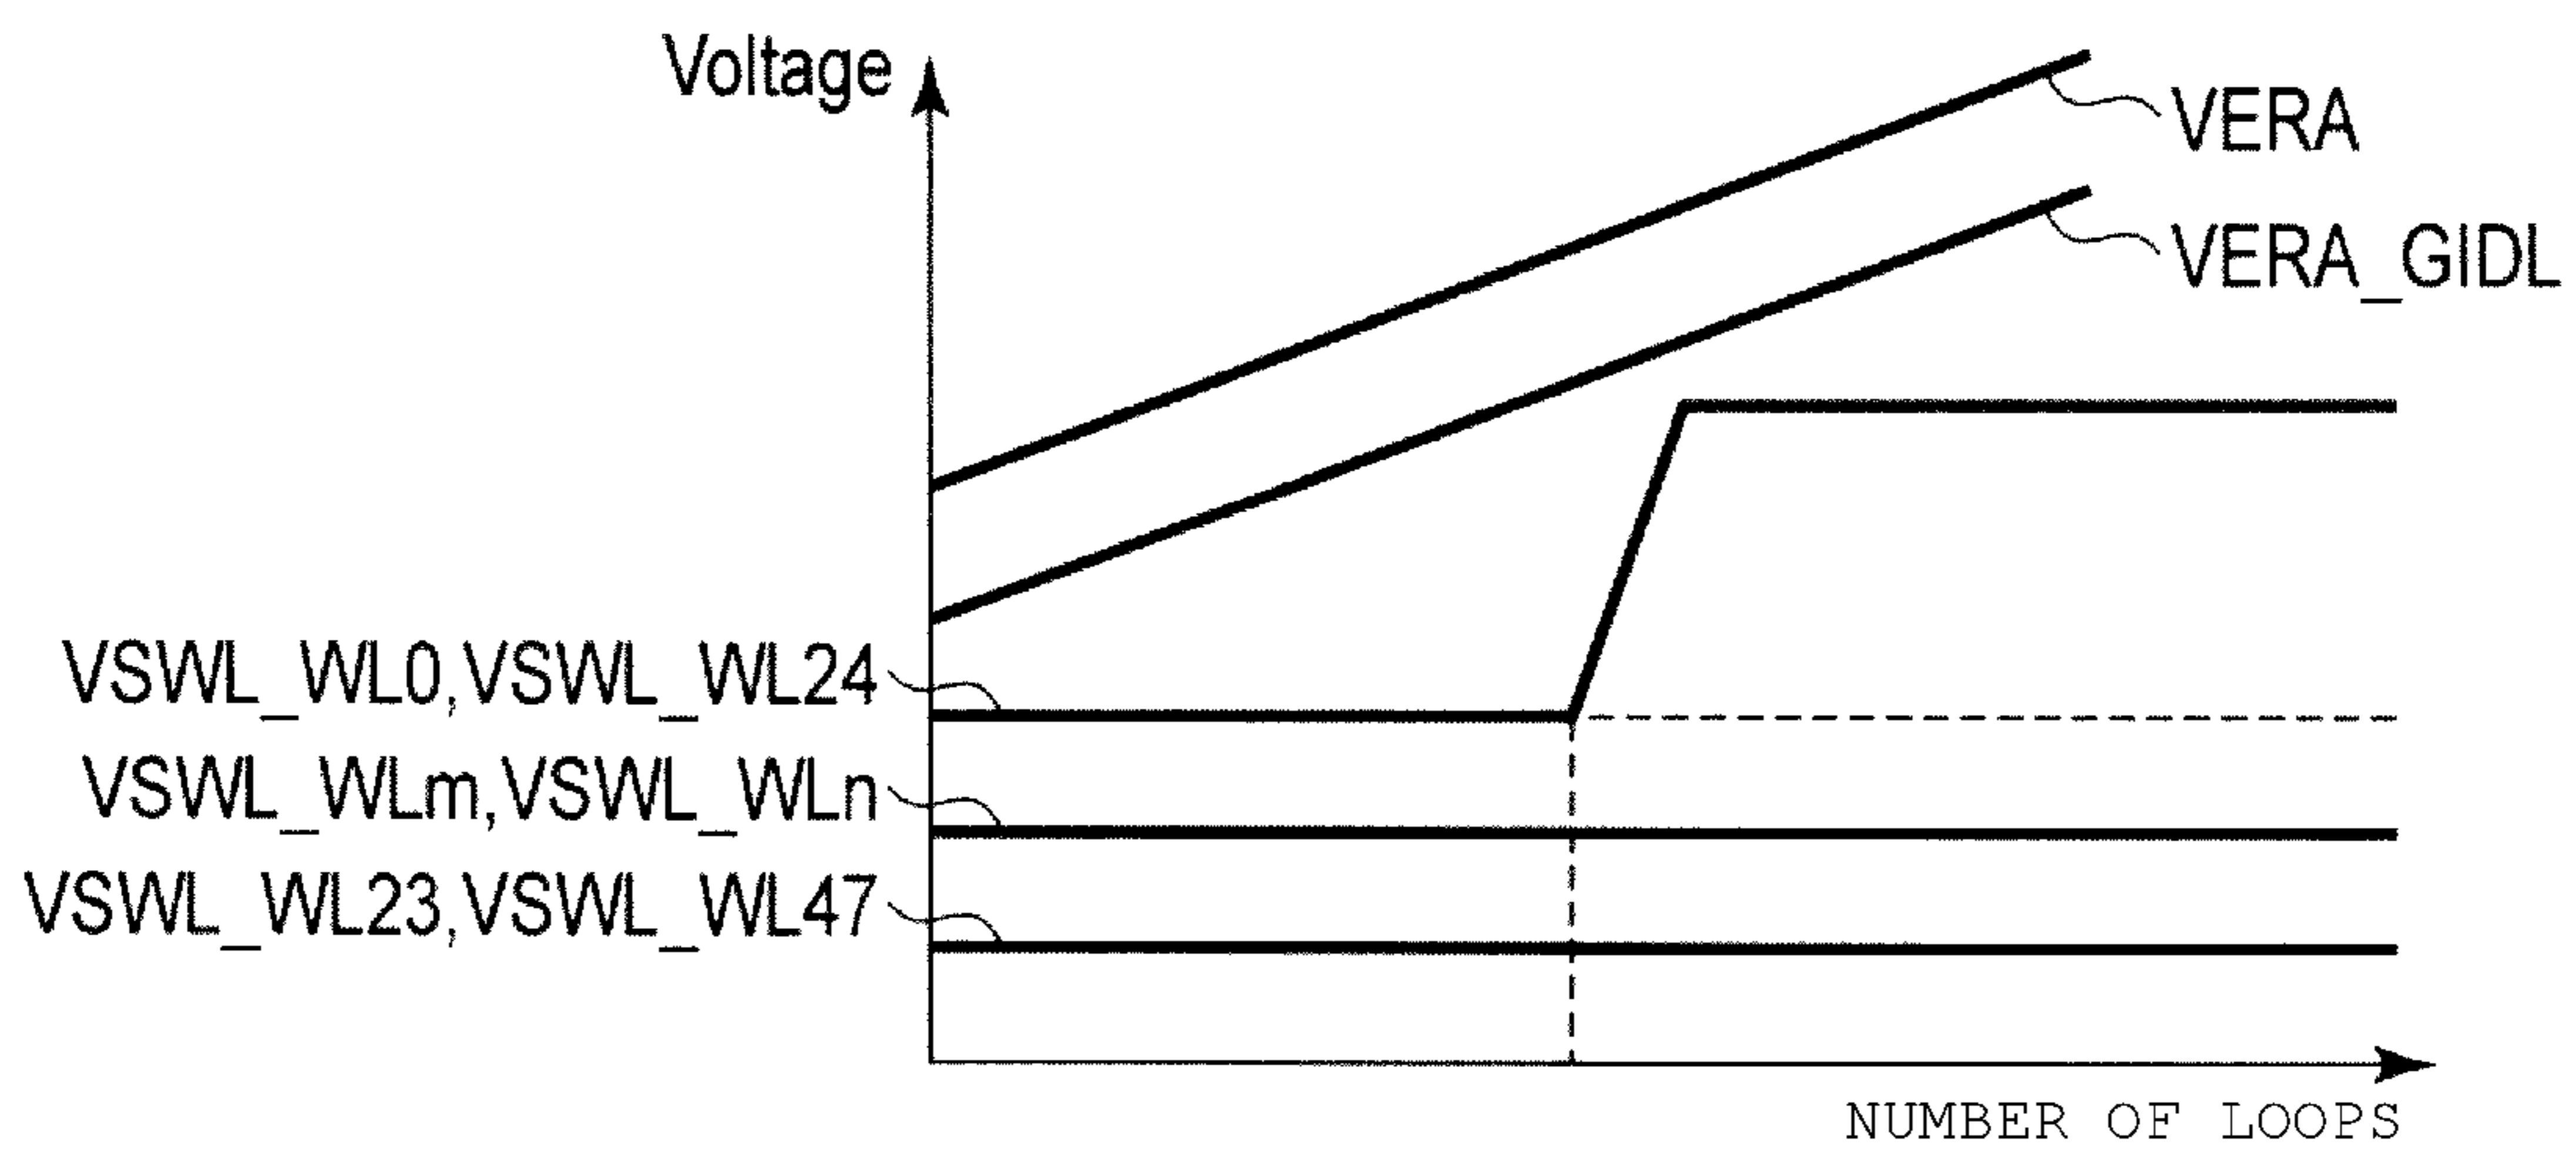 Voltage
VERA
VERA_GIDL
VSWL_WL0,VSWL_WL24
VSWL_WLm,VSWL_WLn
VSWL_WL23,VSWL_WL47
NUMBER OF LOOPS